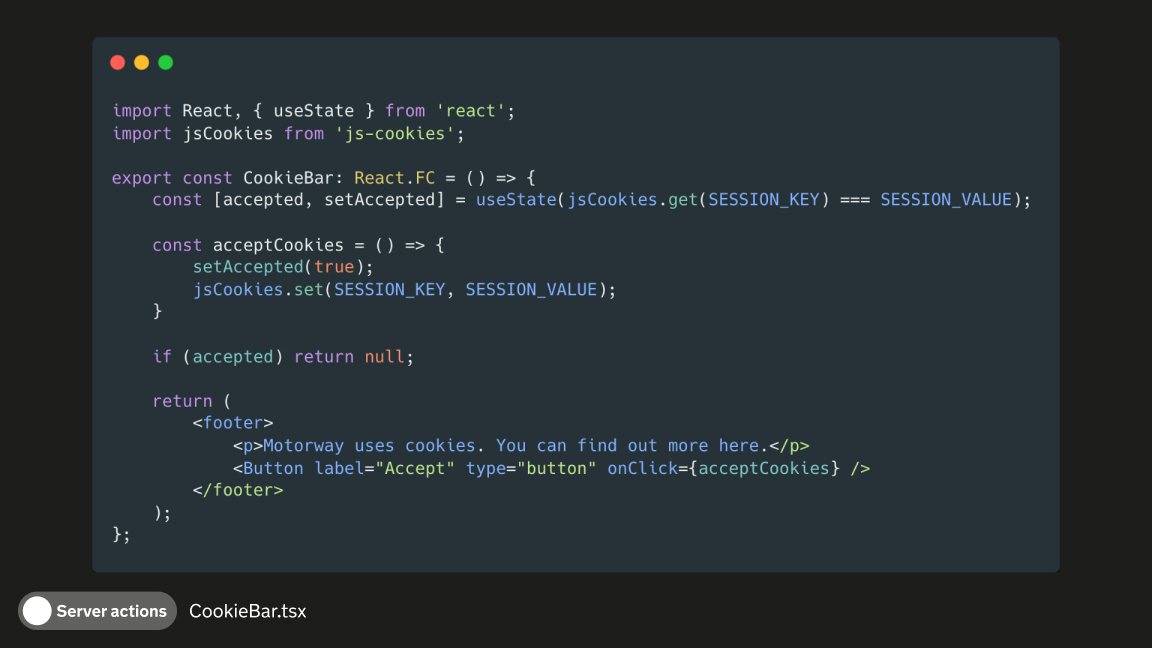 import React, { useState } from 'react';
import jsCookies from 'js-cookies';

export const CookieBar: React.FC = () => {
    const [accepted, setAccepted] = useState(jsCookies.get(SESSION_KEY) === SESSION_VALUE);

    const acceptCookies = () => {
        setAccepted(true);
        jsCookies.set(SESSION_KEY, SESSION_VALUE);
    }

    if (accepted) return null;

    return (
        <footer>
            <p>Motorway uses cookies. You can find out more here.</p>
            <Button label="Accept" type="button" onClick={acceptCookies} />
        </footer>
    );
};
Server actions CookieBar.tsx